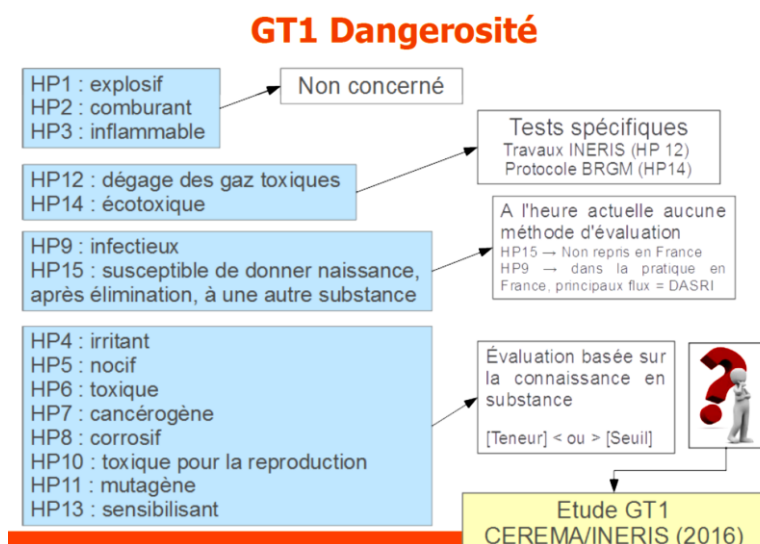 GT1 Dangerosité
HP1 : explosif
HP2 : comburant
HP3 : inflammable
Non concerné
HP12 : dégage des gaz toxiques
HP14 : écotoxique
Tests spécifiques
Travaux INERIS (HP 12)
Protocole BRGM (HP14)
HP9 : infectieux
HP15 : susceptible de donner naissance,
après élimination, à une autre substance
A l'heure actuelle aucune
méthode d'évaluation
HP15 → Non repris en France
HP9 → dans la pratique en
France, principaux flux = DASRI
HP4 : irritant
HP5 : nocif
HP6 : toxique
HP7 : cancérogène
HP8 : corrosif
HP10 : toxique pour la reproduction
HP11 : mutagène
HP13 : sensibilisant
Évaluation basée sur
la connaissance en
substance
[Teneur] < ou > [Seuil]
?
Etude GT1
CEREMA/INERIS (2016)